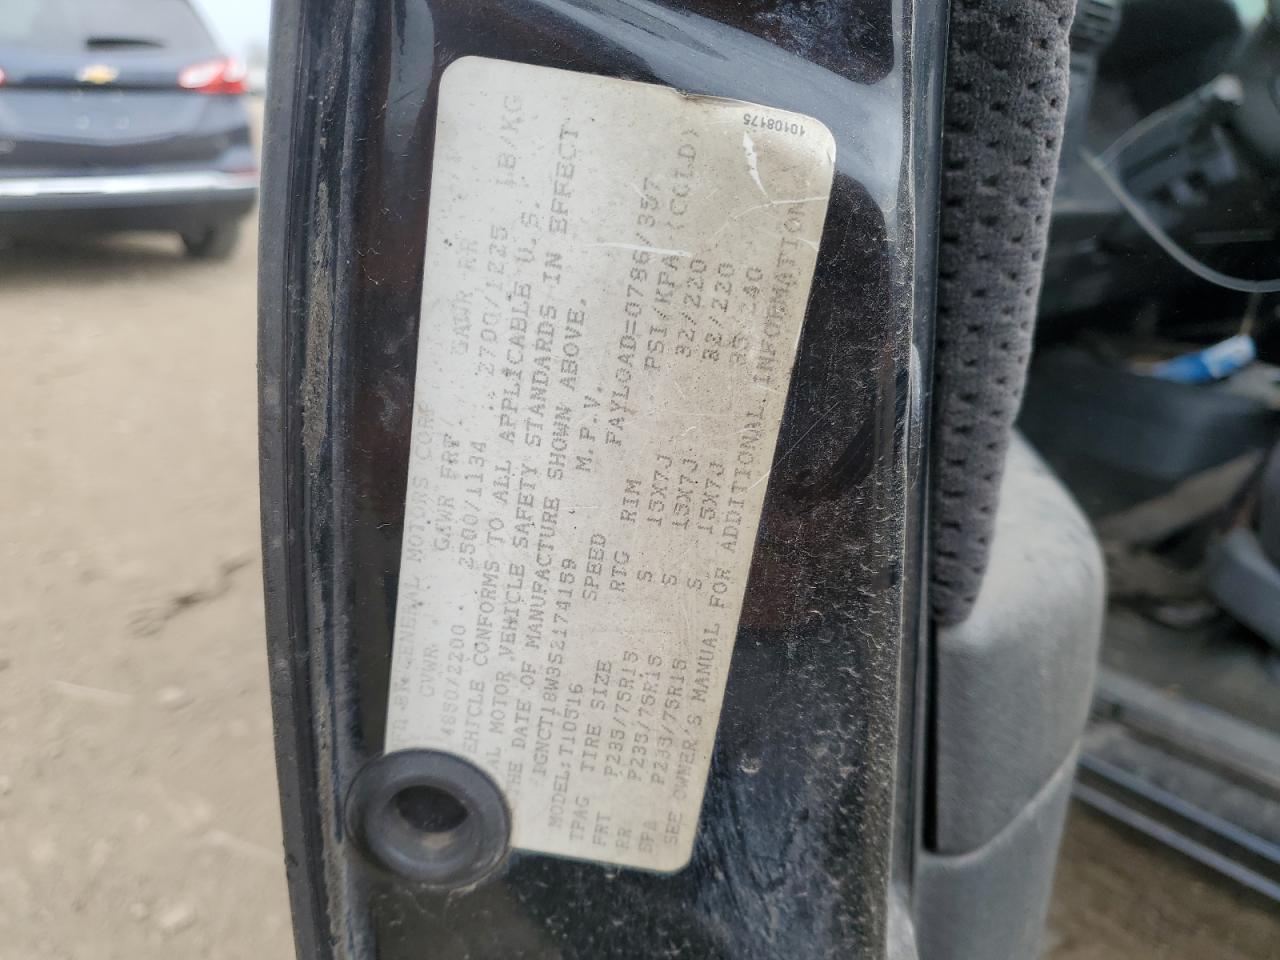 GENERAL MOTORS CORP
GVWR GAWR FRT GAWR RR
4850/2200 2500/1134 2700/1225 LB/KG
VEHICLE CONFORMS TO ALL APPLICABLE U.S.
MOTOR VEHICLE SAFETY STANDARDS IN EFFECT
THE DATE OF MANUFACTURE SHOWN ABOVE.
1GNCT18W3S2174159 M.P.V.
MODEL:T10516 PAYLOAD=0786/357
TPAG TIRE SIZE SPEED RTG RIM PSI/KPA (COLD)
FRT P235/75R15 S 15X7J 32/220
RR P235/75R15 S 15X7J 32/220
SPA P235/75R15 S 15X7J 35/240
SEE OWNER'S MANUAL FOR ADDITIONAL INFORMATION
10108175